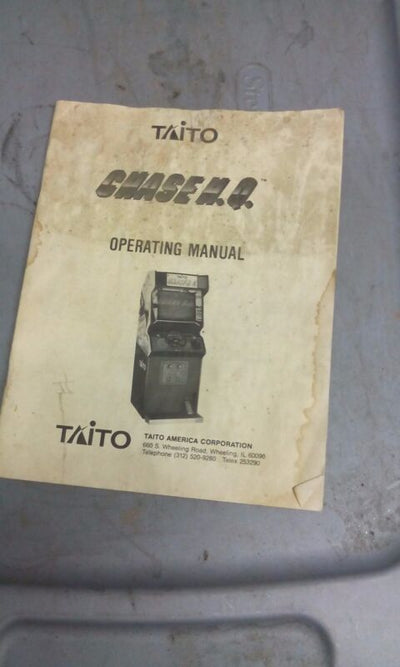 TAITO
CHASE H.Q.™
OPERATING MANUAL
TAITO
TAITO AMERICA CORPORATION
660 S. Wheeling Road, Wheeling, IL 60090
Telephone (312) 520-9280 Telex 253290